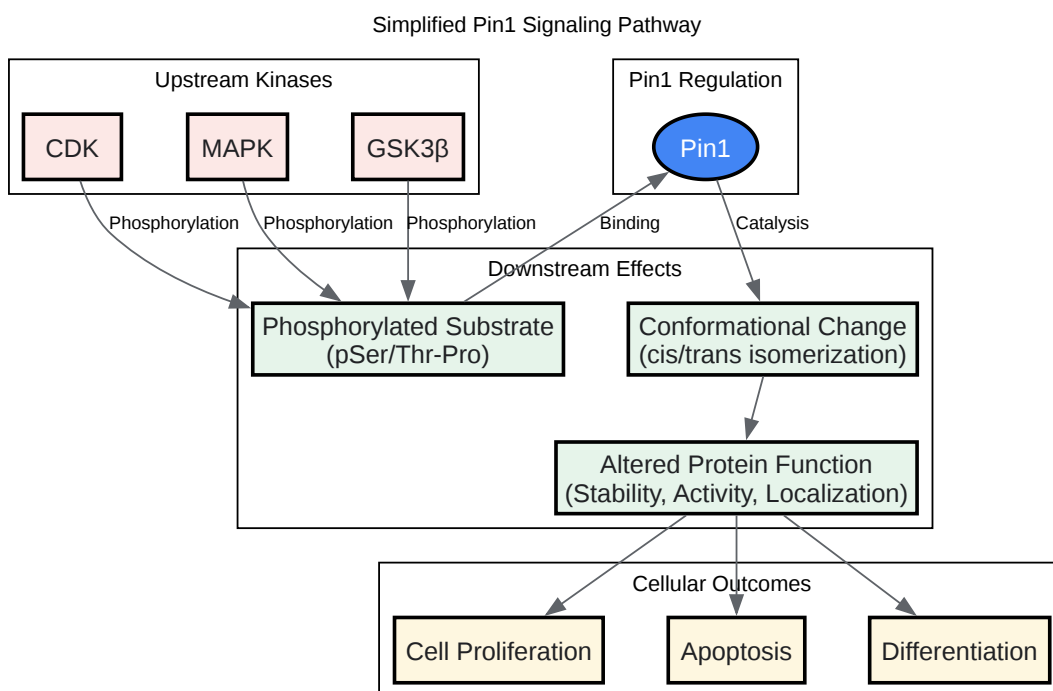 Simplified Pin1 Signaling Pathway
Upstream Kinases
Pin1 Regulation
CDK
MAPK
GSK3β
Pin1
Phosphorylation
Phosphorylation
Phosphorylation
Binding
Catalysis
Downstream Effects
Phosphorylated Substrate
(pSer/Thr-Pro)
Conformational Change
(cis/trans isomerization)
Altered Protein Function
(Stability, Activity, Localization)
Cellular Outcomes
Cell Proliferation
Apoptosis
Differentiation